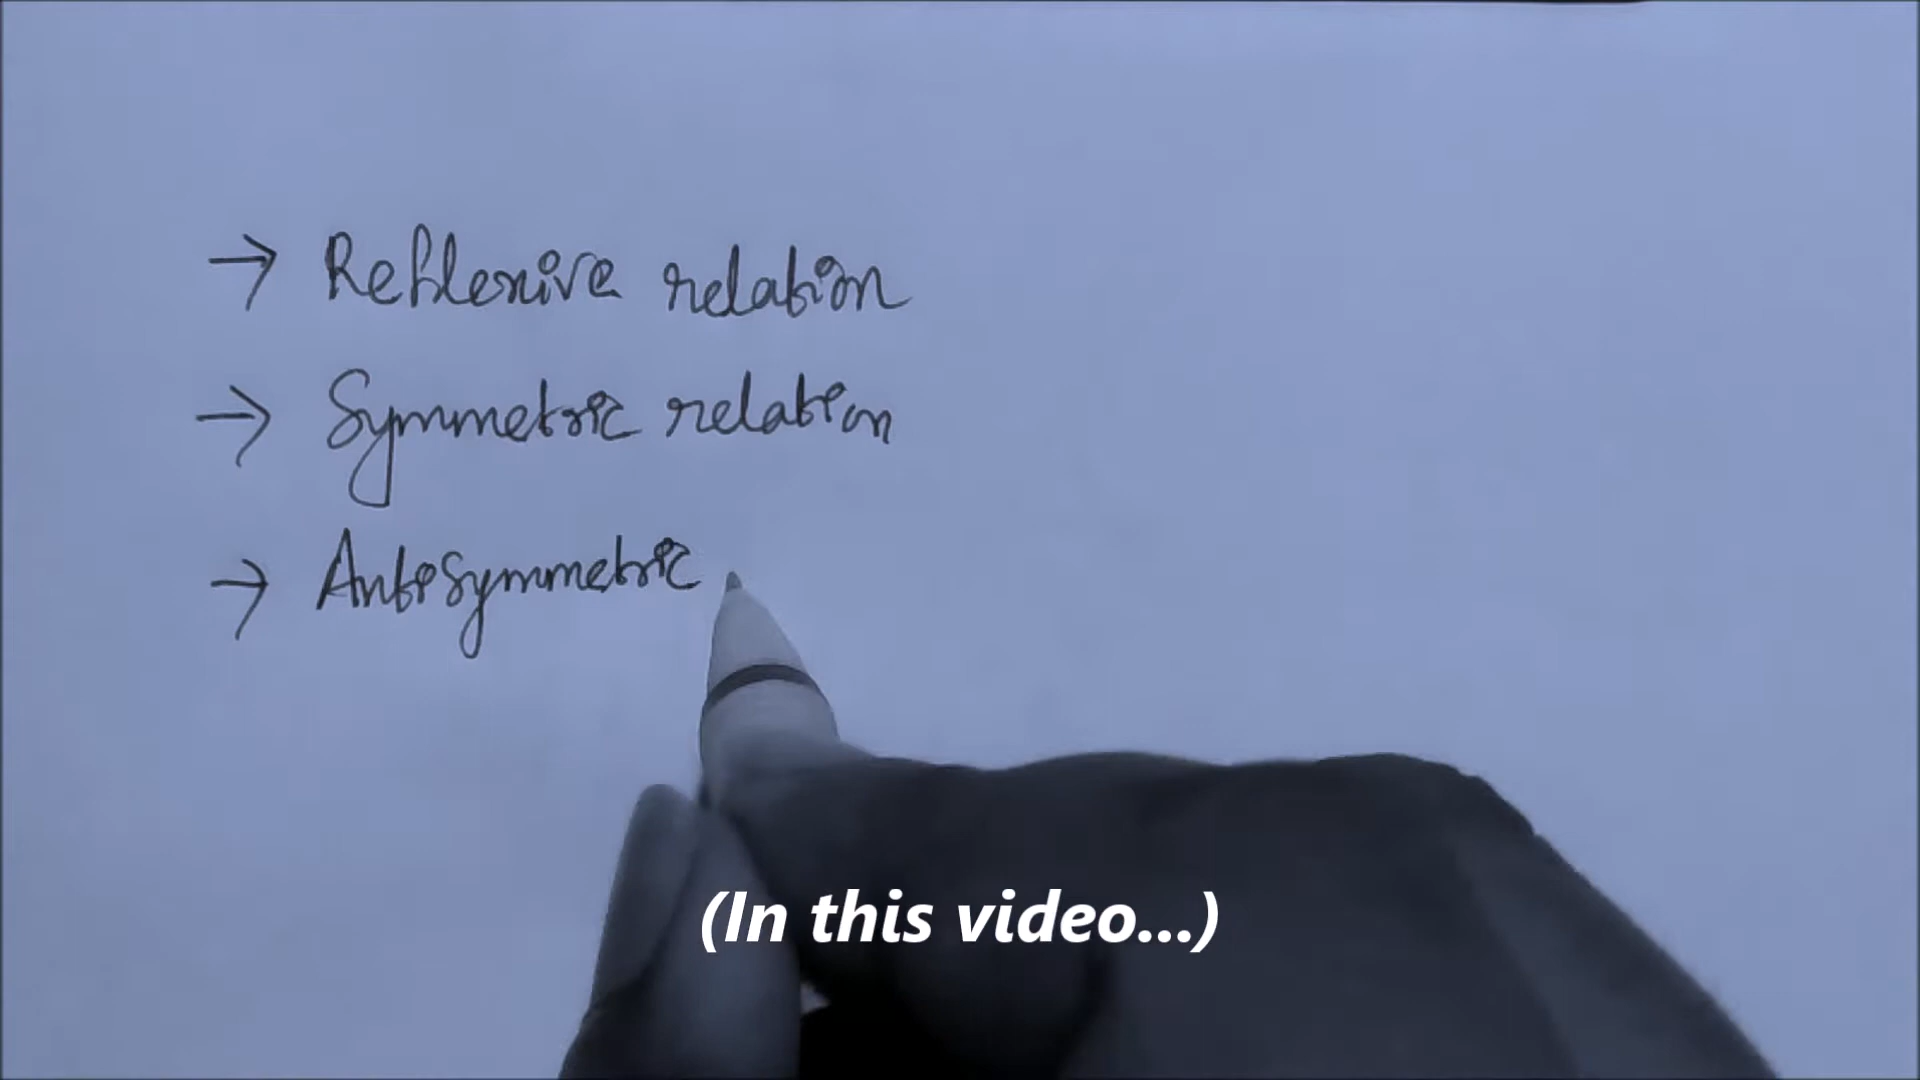 → Reflexive relation
→ Symmetric relation
→ Antisymmetric
(In this video...)